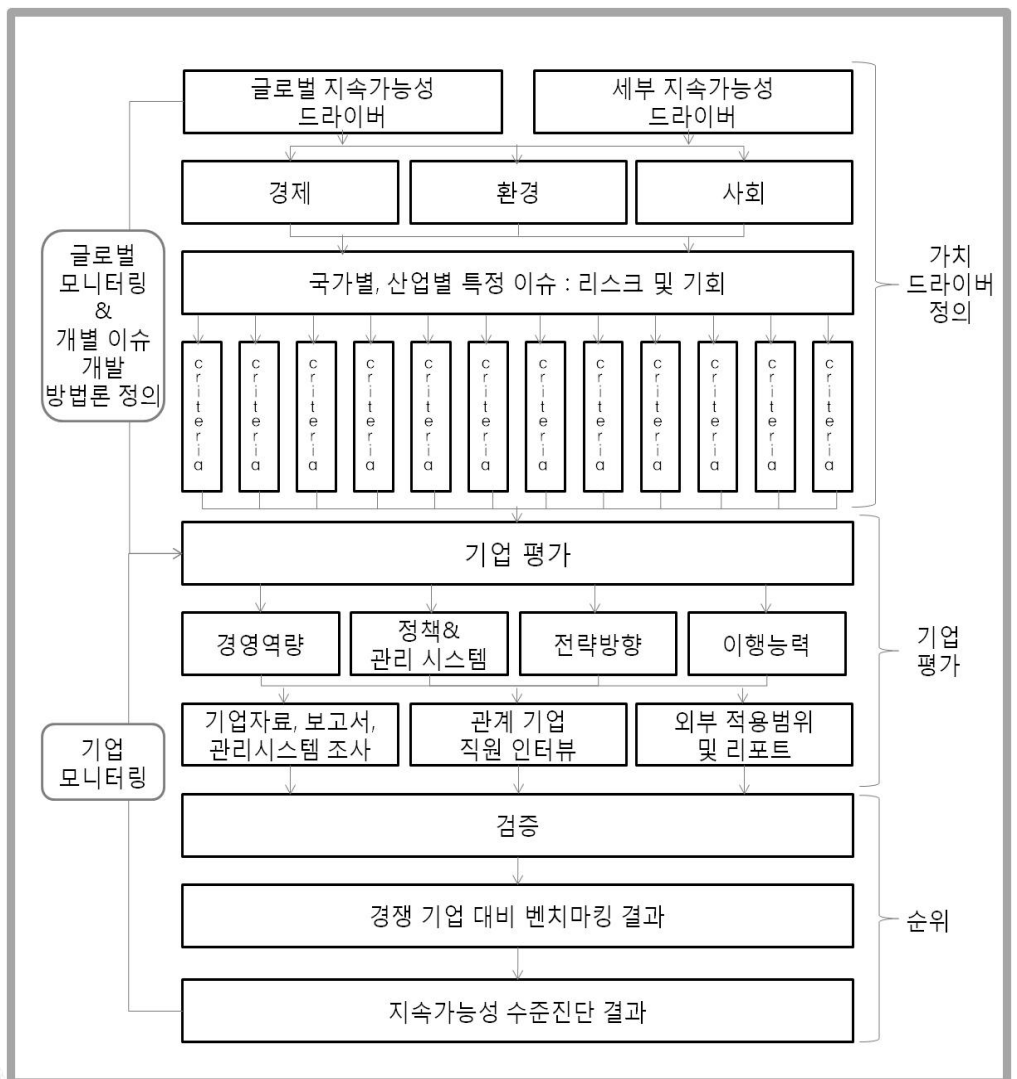 글로벌 지속가능성
드라이버
세부 지속가능성
드라이버
경제
환경
사회
글로벌
모니터링
&
개별 이슈
개발
방법론 정의
국가별, 산업별 특정 이슈 : 리스크 및 기회
가치
드라이버
정의
criteria
criteria
criteria
criteria
criteria
criteria
criteria
criteria
criteria
criteria
criteria
criteria
기업 평가
경영역량
정책&
관리 시스템
전략방향
이행능력
기업
평가
기업자료, 보고서,
관리시스템 조사
관계 기업
직원 인터뷰
외부 적용범위
및 리포트
기업
모니터링
검증
경쟁 기업 대비 벤치마킹 결과
순위
지속가능성 수준진단 결과